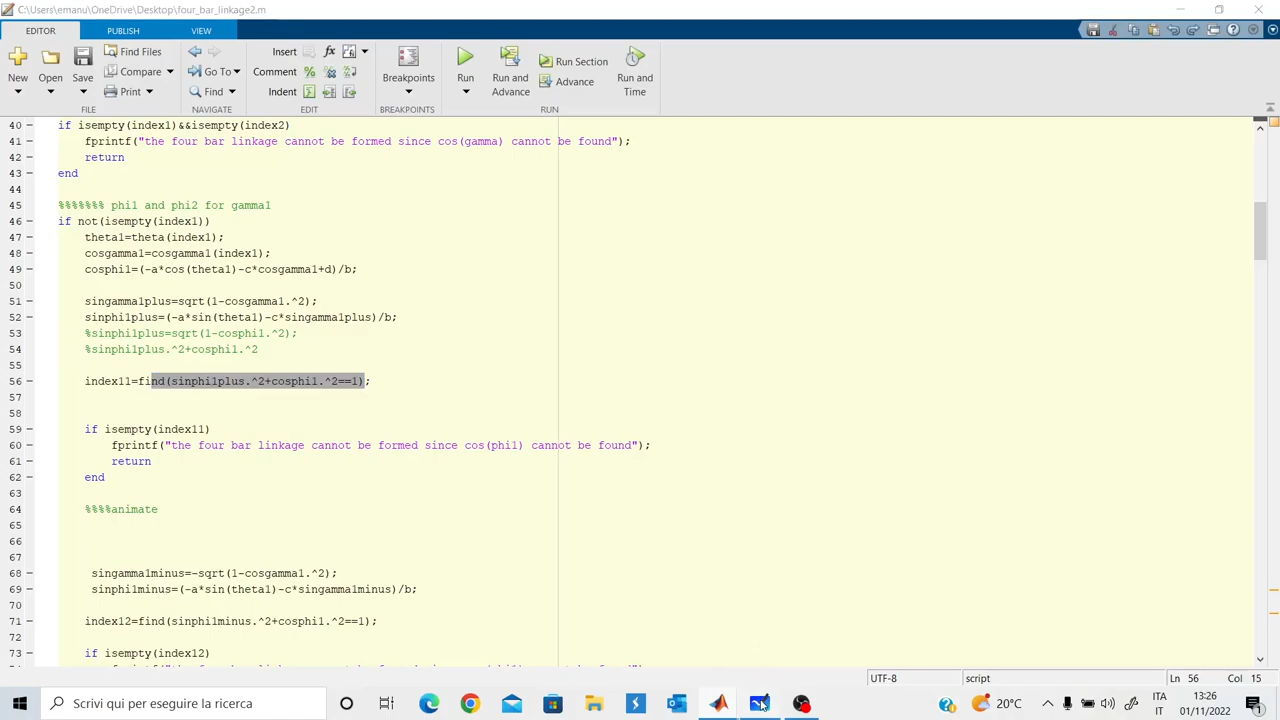 C:\Users\emanu\OneDrive\Desktop\four_bar_linkage2.m
EDITOR PUBLISH VIEW
New Open Save Find Files Compare Print
Go To Find
Insert fx
Comment
Indent
Breakpoints
Run Run and Advance Run Section Advance Run and Time
FILE NAVIGATE EDIT BREAKPOINTS RUN
40 – if isempty(index1)&&isempty(index2)
41 – fprintf("the four bar linkage cannot be formed since cos(gamma) cannot be found");
42 – return
43 – end
44
45 %%%%%%% phi1 and phi2 for gamma1
46 – if not(isempty(index1))
47 – theta1=theta(index1);
48 – cosgamma1=cosgamma1(index1);
49 – cosphi1=(-a*cos(theta1)-c*cosgamma1+d)/b;
50
51 – singamma1plus=sqrt(1-cosgamma1.^2);
52 – sinphi1plus=(-a*sin(theta1)-c*singamma1plus)/b;
53 %sinphi1plus=sqrt(1-cosphi1.^2);
54 %sinphi1plus.^2+cosphi1.^2
55
56 – index11=find(sinphi1plus.^2+cosphi1.^2==1);
57
58
59 – if isempty(index11)
60 – fprintf("the four bar linkage cannot be formed since cos(phi1) cannot be found");
61 – return
62 – end
63
64 %%%%animate
65
66
67
68 – singamma1minus=-sqrt(1-cosgamma1.^2);
69 – sinphi1minus=(-a*sin(theta1)-c*singamma1minus)/b;
70
71 – index12=find(sinphi1minus.^2+cosphi1.^2==1);
72
73 – if isempty(index12)
UTF-8 script Ln 56 Col 15
Scrivi qui per eseguire la ricerca
20°C
ITA
IT
13:26
01/11/2022
1